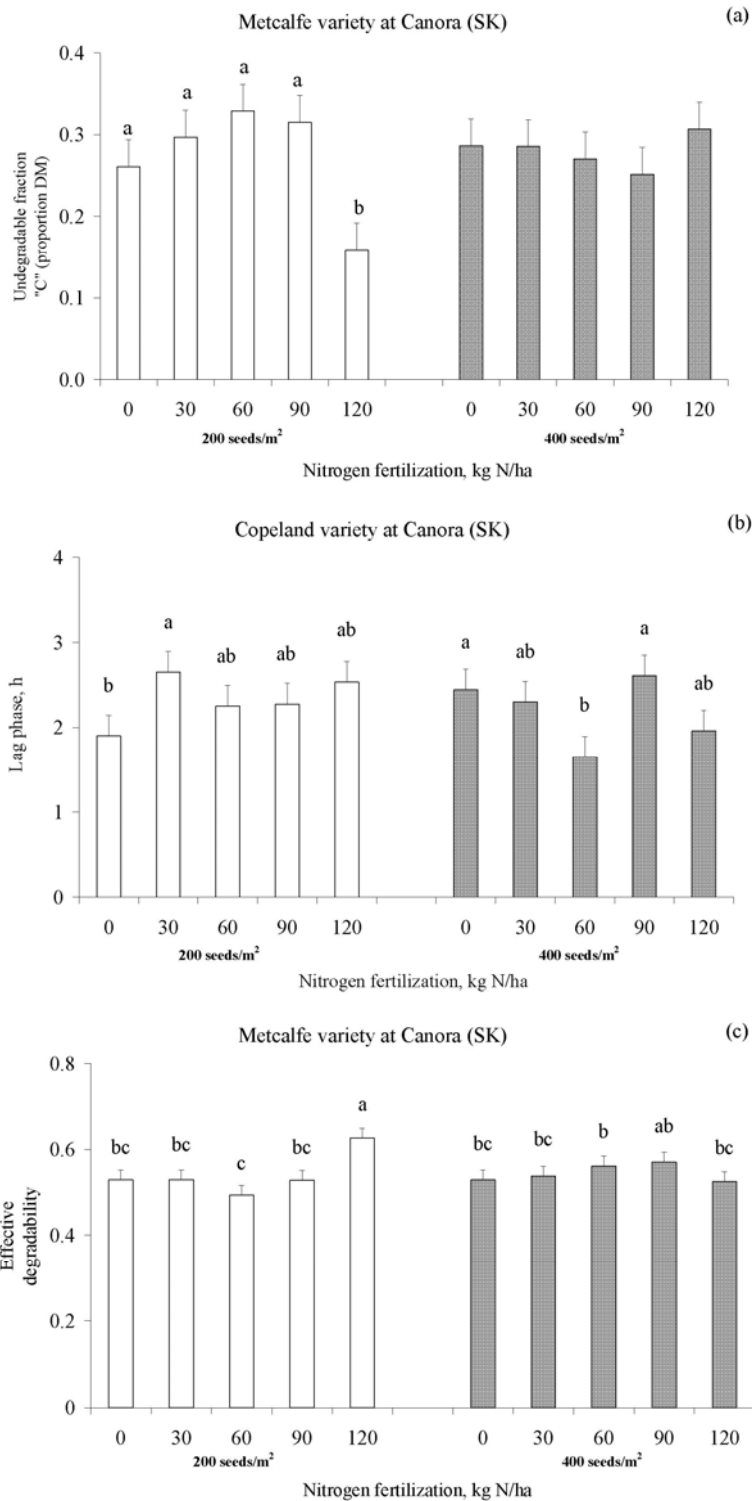 Metcalfe variety at Canora (SK)
(a)
Undegradable fraction
"C" (proportion DM)
0.4
0.3
0.2
0.1
0.0
a a a a b
0 30 60 90 120 0 30 60 90 120
200 seeds/m² 400 seeds/m²
Nitrogen fertilization, kg N/ha
Copeland variety at Canora (SK)
(b)
Lag phase, h
4
3
2
1
0
b a ab ab ab a ab b a ab
0 30 60 90 120 0 30 60 90 120
200 seeds/m² 400 seeds/m²
Nitrogen fertilization, kg N/ha
Metcalfe variety at Canora (SK)
(c)
Effective
degradability
0.8
0.6
0.4
0.2
0
bc bc c bc a bc bc b ab bc
0 30 60 90 120 0 30 60 90 120
200 seeds/m² 400 seeds/m²
Nitrogen fertilization, kg N/ha